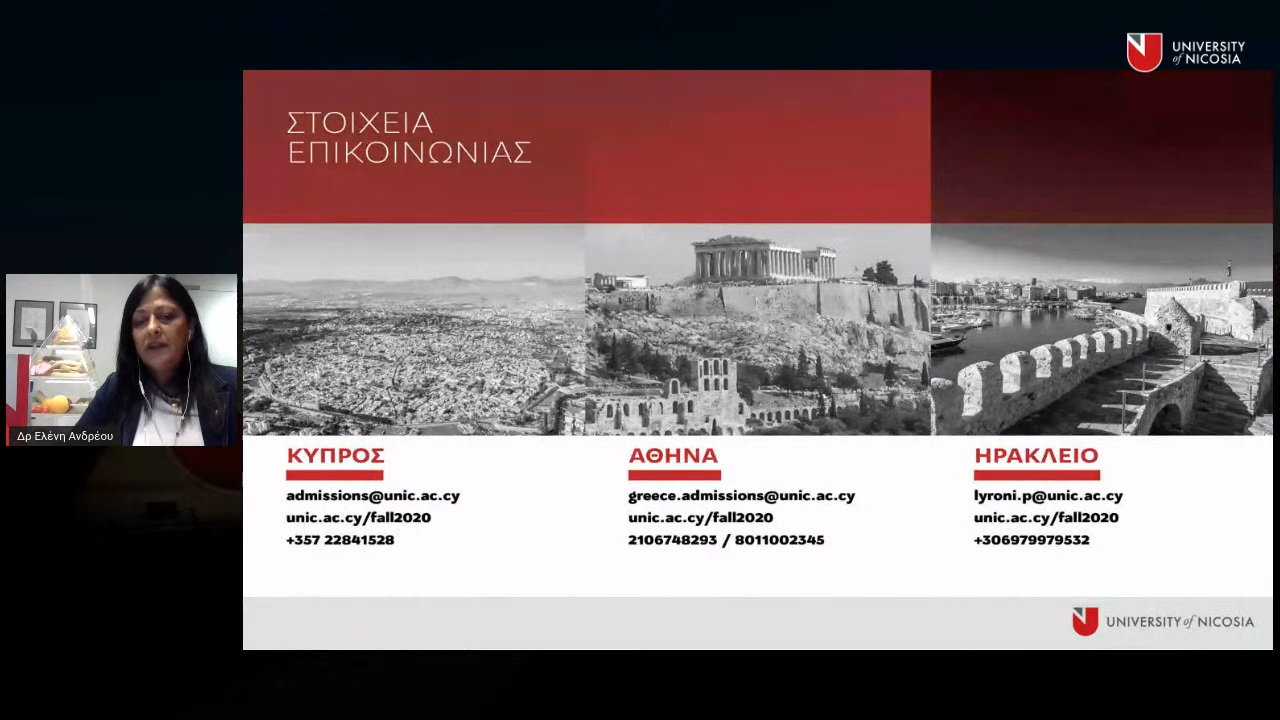 UNIVERSITY
of NICOSIA
ΣΤΟΙΧΕΙΑ
ΕΠΙΚΟΙΝΩΝΙΑΣ
Δρ Ελένη Ανδρέου
ΚΥΠΡΟΣ
admissions@unic.ac.cy
unic.ac.cy/fall2020
+357 22841528
ΑΘΗΝΑ
greece.admissions@unic.ac.cy
unic.ac.cy/fall2020
2106748293 / 8011002345
ΗΡΑΚΛΕΙΟ
lyroni.p@unic.ac.cy
unic.ac.cy/fall2020
+306979979532
UNIVERSITY of NICOSIA